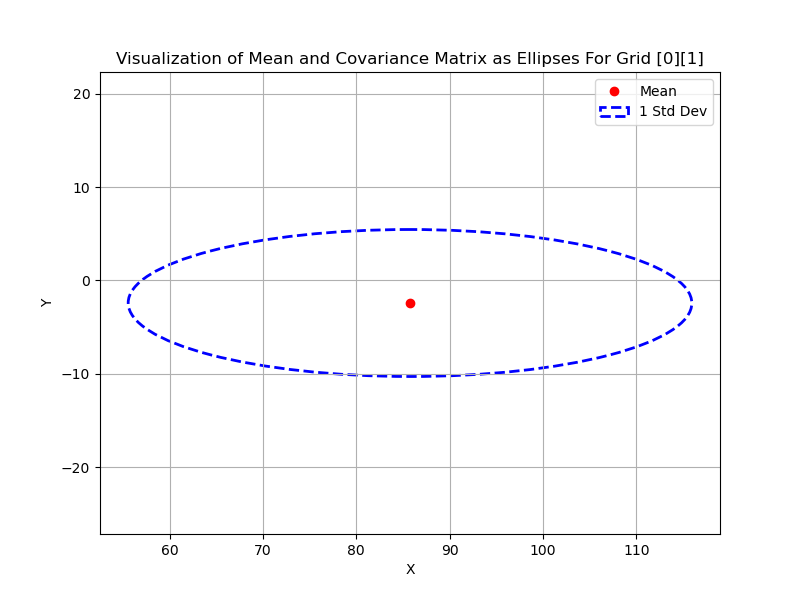 Visualization of Mean and Covariance Matrix as Ellipses For Grid [0][1]
Mean
1 Std Dev
20
10
0
−10
−20
Y
60 70 80 90 100 110
X